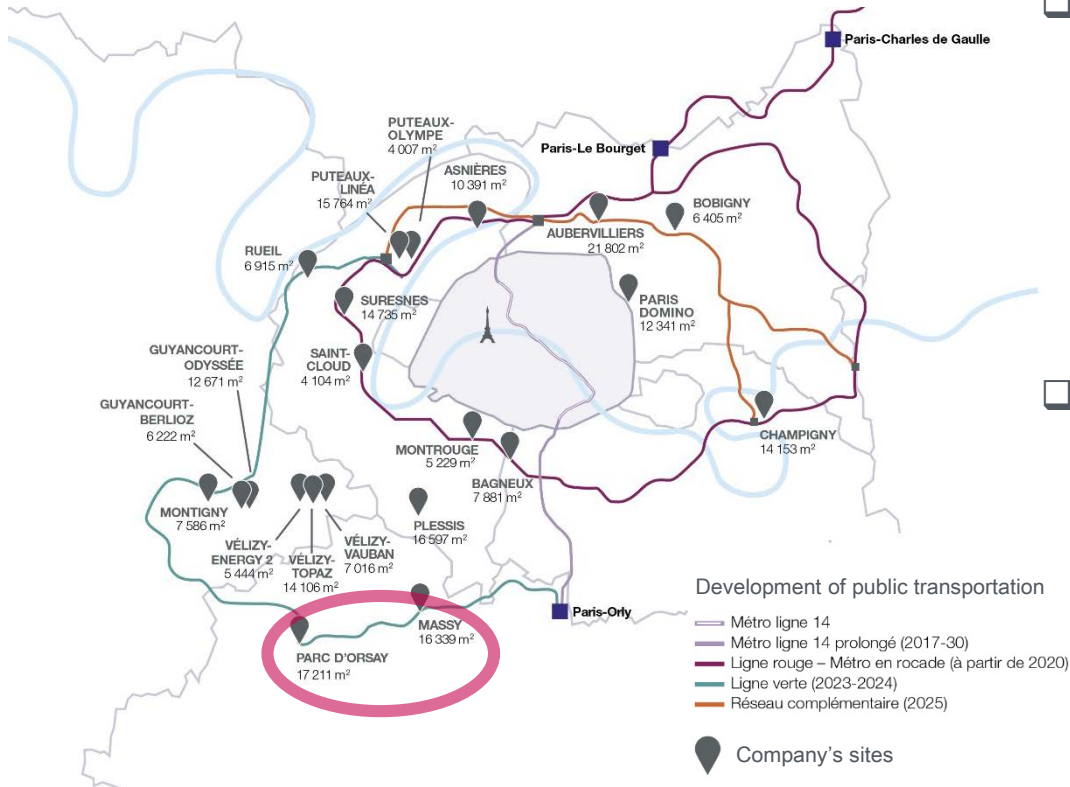 Paris-Charles de Gaulle
PUTEAUX-
OLYMPE
4 007 m²
Paris-Le Bourget
ASNIÈRES
10 391 m²
PUTEAUX-
LINÉA
15 764 m²
BOBIGNY
6 405 m²
AUBERVILLIERS
21 802 m²
RUEIL
6 915 m²
SURESNES
14 735 m²
PARIS
DOMINO
12 341 m²
GUYANCOURT-
ODYSSÉE
12 671 m²
SAINT-
CLOUD
4 104 m²
GUYANCOURT-
BERLIOZ
6 222 m²
CHAMPIGNY
14 153 m²
MONTROUGE
5 229 m²
BAGNEUX
7 881 m²
MONTIGNY
7 586 m²
PLESSIS
16 597 m²
VÉLIZY-
ENERGY 2
5 444 m²
VÉLIZY-
TOPAZ
14 106 m²
VÉLIZY-
VAUBAN
7 016 m²
Paris-Orly
MASSY
16 339 m²
PARC D'ORSAY
17 211 m²
Development of public transportation
Métro ligne 14
Métro ligne 14 prolongé (2017-30)
Ligne rouge – Métro en rocade (à partir de 2020)
Ligne verte (2023-2024)
Réseau complémentaire (2025)
Company's sites